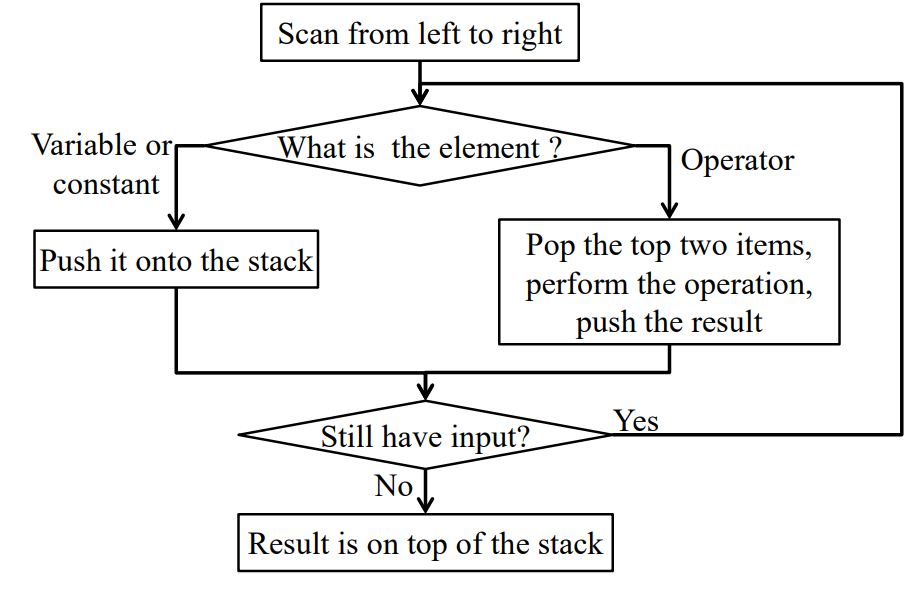 Scan from left to right
What is the element ?
Variable or
constant
Operator
Push it onto the stack
Pop the top two items,
perform the operation,
push the result
Still have input?
Yes
No
Result is on top of the stack